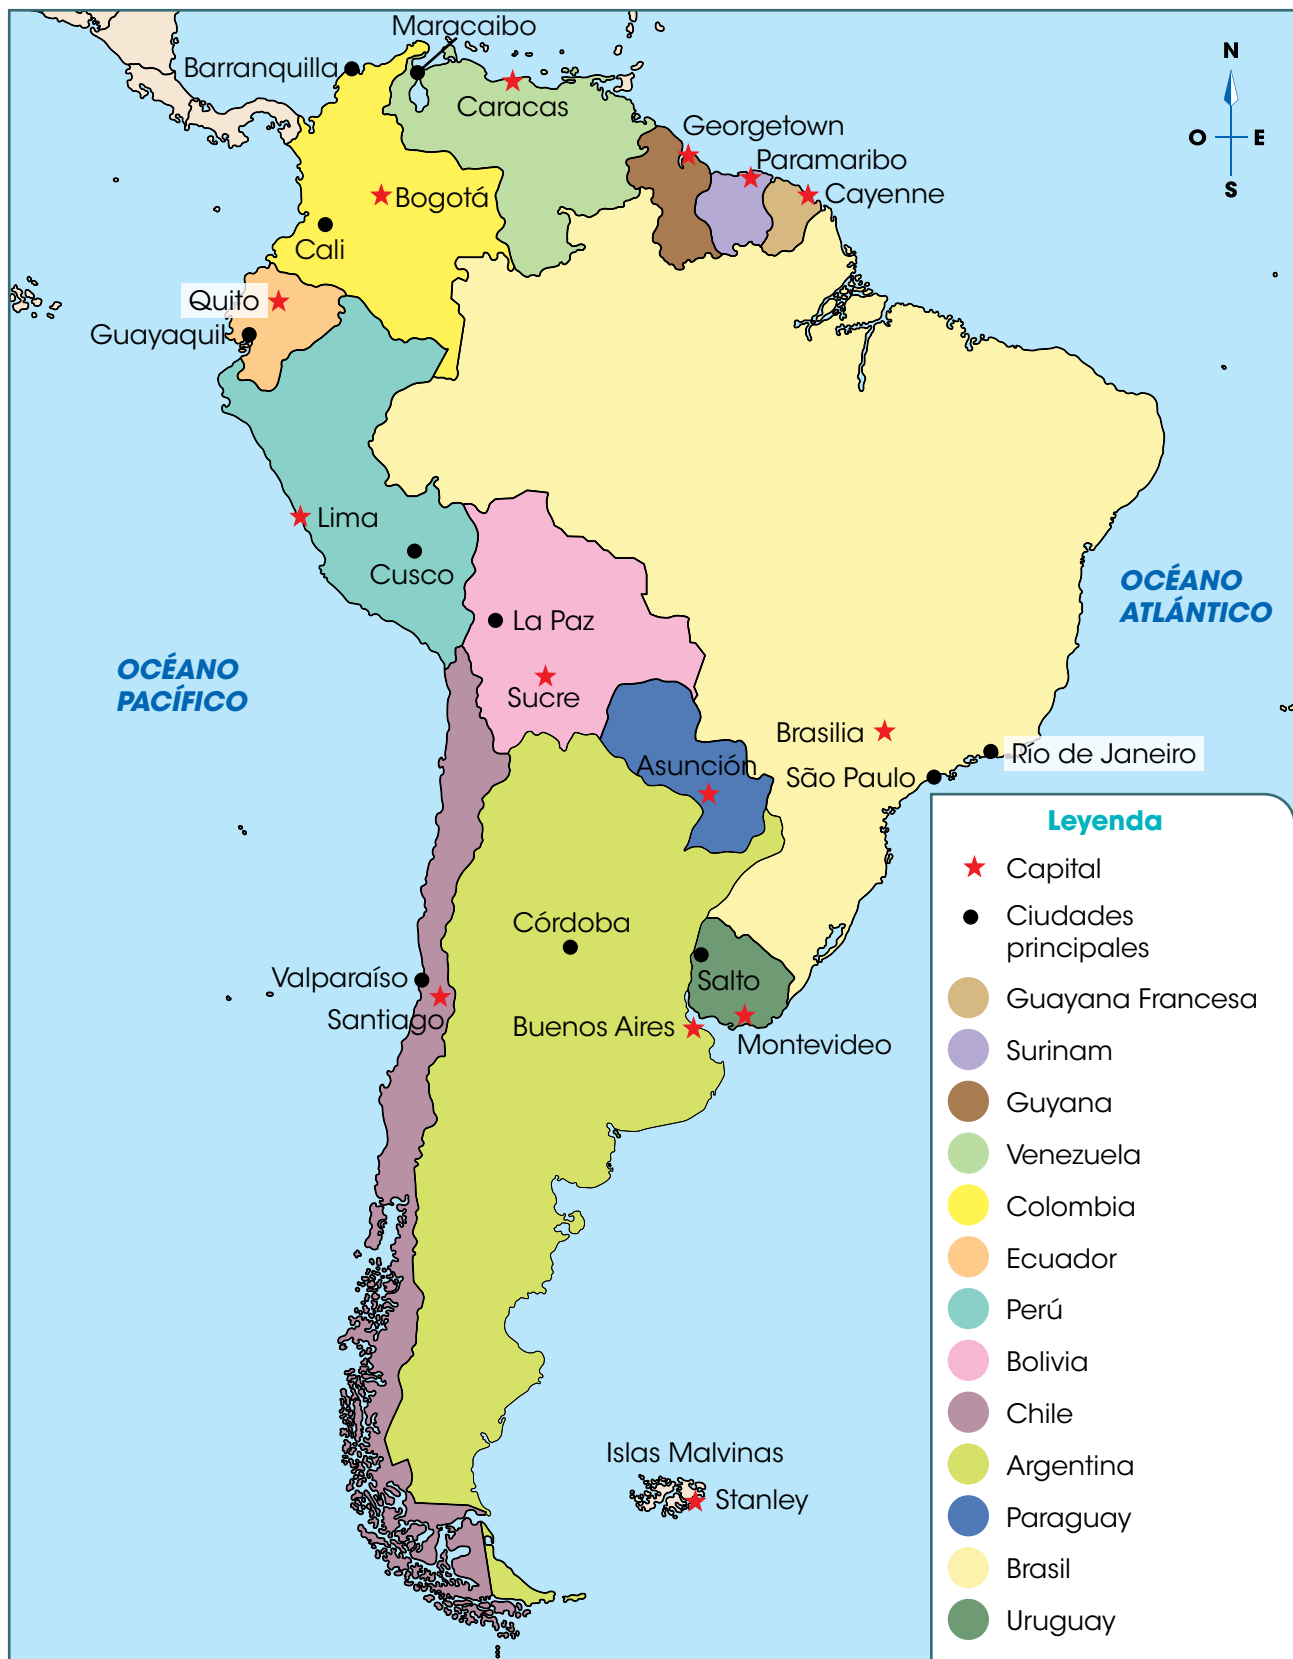 Maracaibo
Barranquilla
Caracas
N
O
E
S
Georgetown
Paramaribo
Cayenne
Bogotá
Cali
Quito
Guayaquil
Lima
Cusco
OCÉANO
ATLÁNTICO
La Paz
OCÉANO
PACÍFICO
Sucre
Brasilia
Río de Janeiro
Asunción
São Paulo
Córdoba
Valparaíso
Salto
Santiago
Buenos Aires
Montevideo
Islas Malvinas
Stanley
Leyenda
Capital
Ciudades
principales
Guayana Francesa
Surinam
Guyana
Venezuela
Colombia
Ecuador
Perú
Bolivia
Chile
Argentina
Paraguay
Brasil
Uruguay